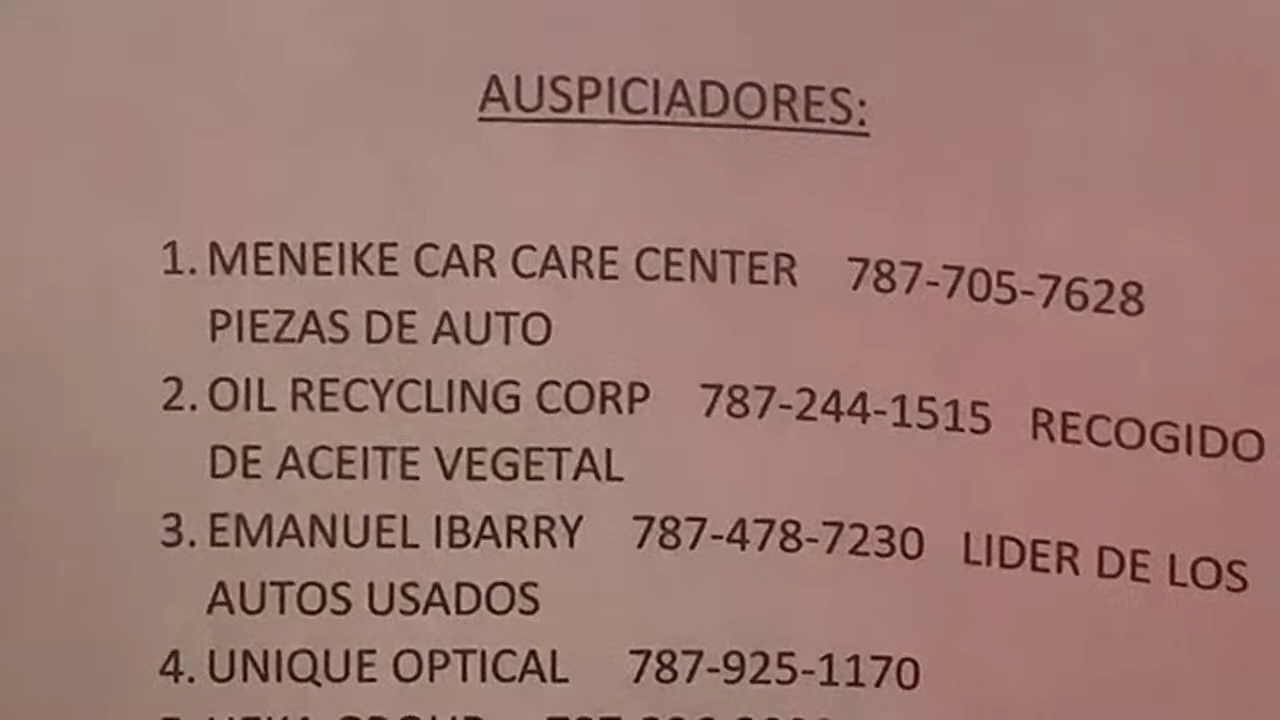 AUSPICIADORES:
1. MENEIKE CAR CARE CENTER 787-705-7628
PIEZAS DE AUTO
2. OIL RECYCLING CORP 787-244-1515 RECOGIDO
DE ACEITE VEGETAL
3. EMANUEL IBARRY 787-478-7230 LIDER DE LOS
AUTOS USADOS
4. UNIQUE OPTICAL 787-925-1170